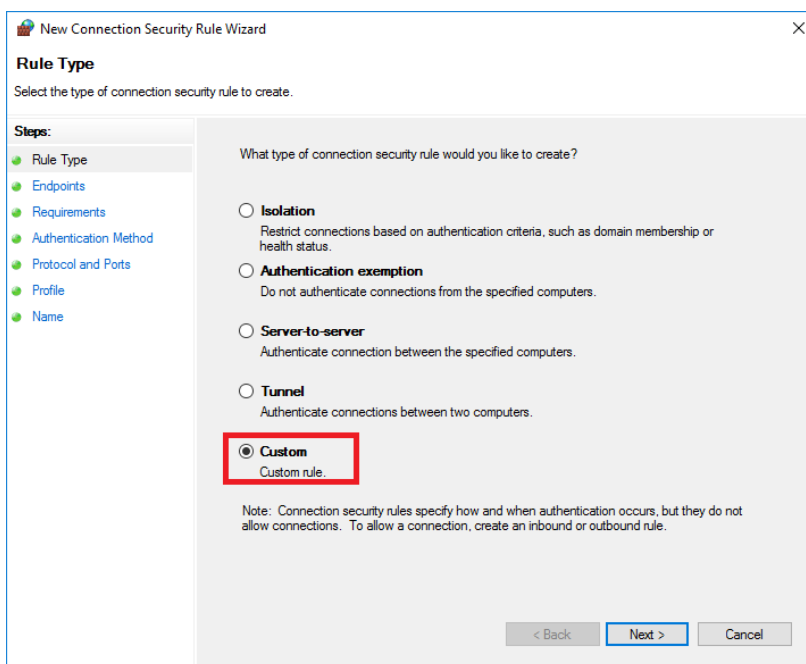 New Connection Security Rule Wizard
Rule Type
Select the type of connection security rule to create.
Steps:
Rule Type
Endpoints
Requirements
Authentication Method
Protocol and Ports
Profile
Name
What type of connection security rule would you like to create?
Isolation
Restrict connections based on authentication criteria, such as domain membership or
health status.
Authentication exemption
Do not authenticate connections from the specified computers.
Server-to-server
Authenticate connection between the specified computers.
Tunnel
Authenticate connections between two computers.
Custom
Custom rule.
Note: Connection security rules specify how and when authentication occurs, but they do not
allow connections. To allow a connection, create an inbound or outbound rule.
< Back
Next >
Cancel